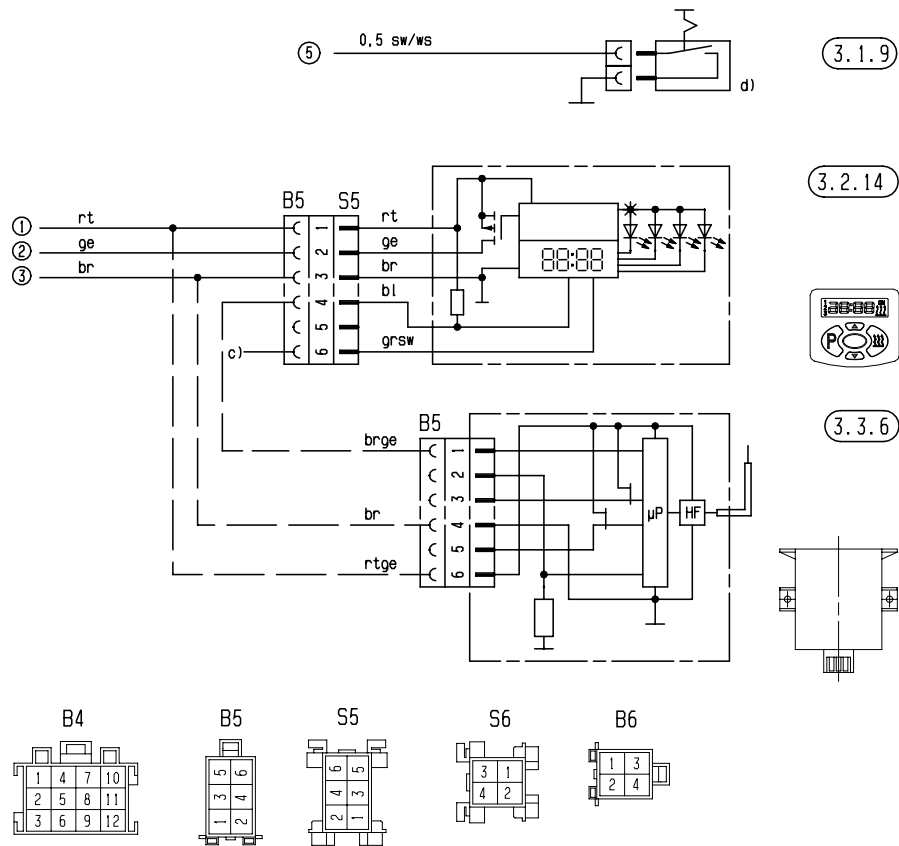 5 0,5 sw/ws 3.1.9
d)
3.2.14
B5 S5
1 rt 1 rt
2 ge 2 ge
3 br 3 br
4 bl
5
c) 6 grsw
88:88
88:88
P
3.3.6
B5
brge 1
2
3
br 4
5
rtge 6
µP HF
B4 B5 S5 S6 B6
1 4 7 10
2 5 8 11
3 6 9 12
5 6
3 4
1 2
6 5
4 3
2 1
3 1
4 2
1 3
2 4